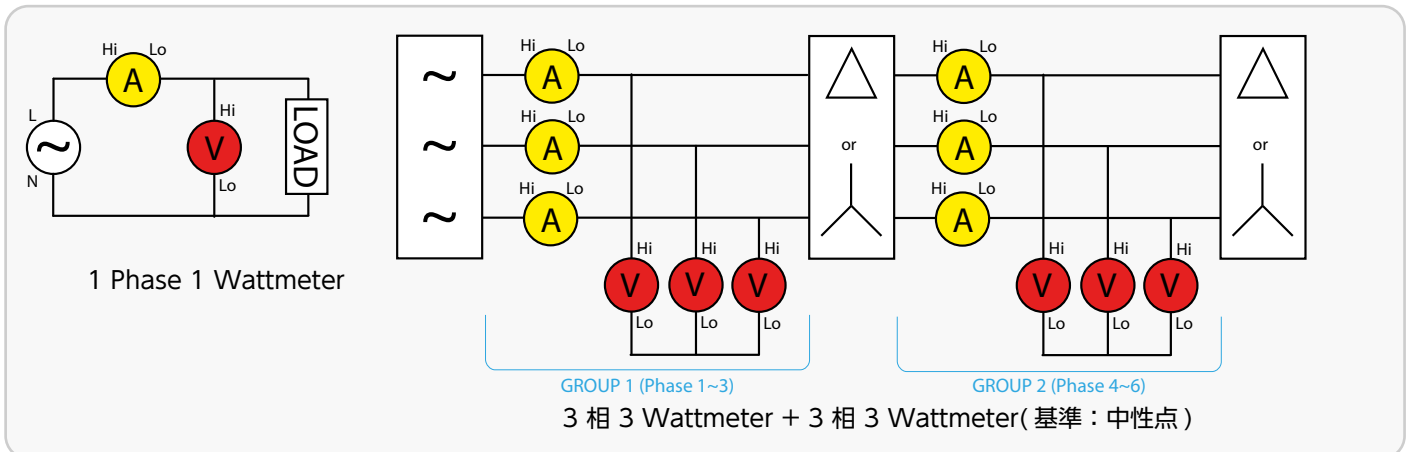 Hi Lo
A
L
~
N
Hi
V
Lo
LOAD
1 Phase 1 Wattmeter
~
~
~
Hi Lo
A
Hi Lo
A
Hi Lo
A
Hi Hi Hi
V V V
Lo Lo Lo
or
Hi Lo
A
Hi Lo
A
Hi Lo
A
Hi Hi Hi
V V V
Lo Lo Lo
or
GROUP 1 (Phase 1~3)
GROUP 2 (Phase 4~6)
3 相 3 Wattmeter + 3 相 3 Wattmeter( 基準：中性点 )